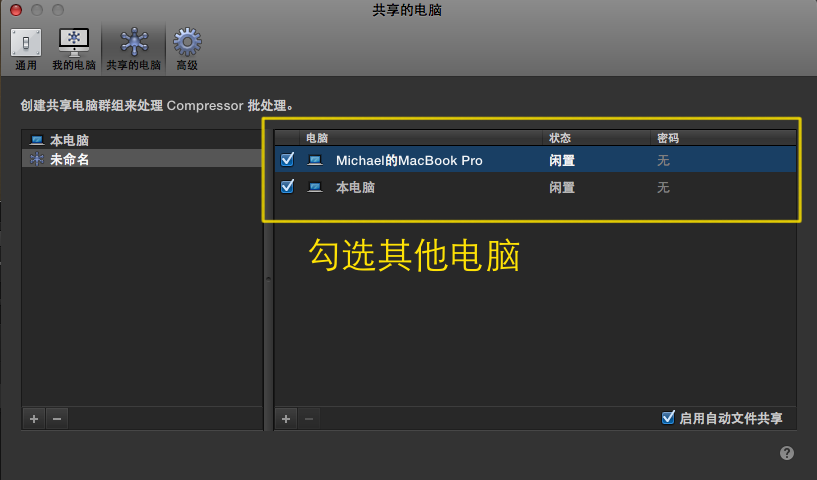 共享的电脑
通用 我的电脑 共享的电脑 高级
创建共享电脑群组来处理 Compressor 批处理。
本电脑
未命名
电脑 状态 密码
Michael的MacBook Pro 闲置 无
本电脑 闲置 无
勾选其他电脑
+ − + − 启用自动文件共享
?